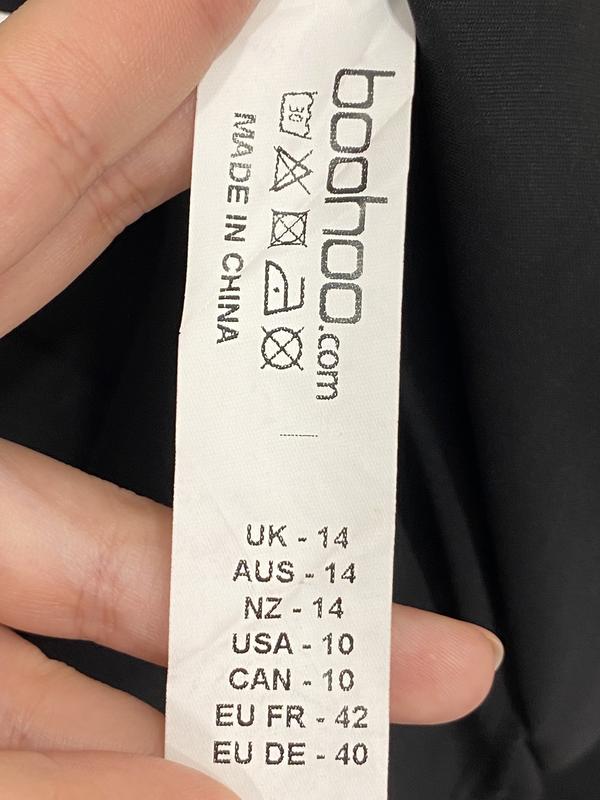 boohoo.com
30
MADE IN CHINA
UK - 14
AUS - 14
NZ - 14
USA - 10
CAN - 10
EU FR - 42
EU DE - 40